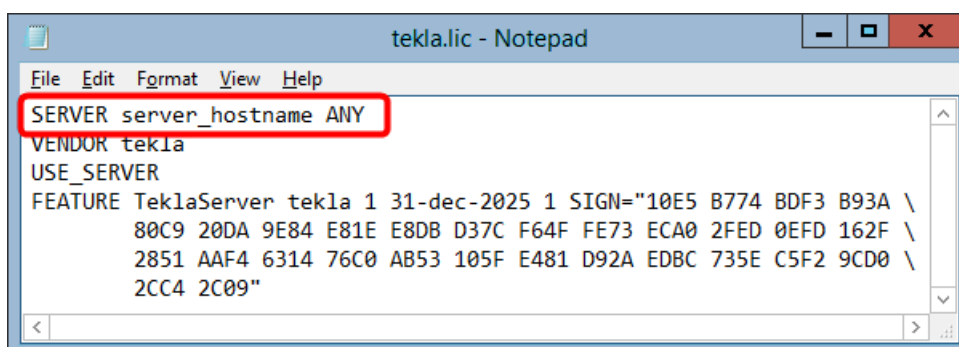 tekla.lic - Notepad
File Edit Format View Help
SERVER server_hostname ANY
VENDOR tekla
USE_SERVER
FEATURE TeklaServer tekla 1 31-dec-2025 1 SIGN="10E5 B774 BDF3 B93A \
80C9 20DA 9E84 E81E E8DB D37C F64F FE73 ECA0 2FED 0EFD 162F \
2851 AAF4 6314 76C0 AB53 105F E481 D92A EDBC 735E C5F2 9CD0 \
2CC4 2C09"